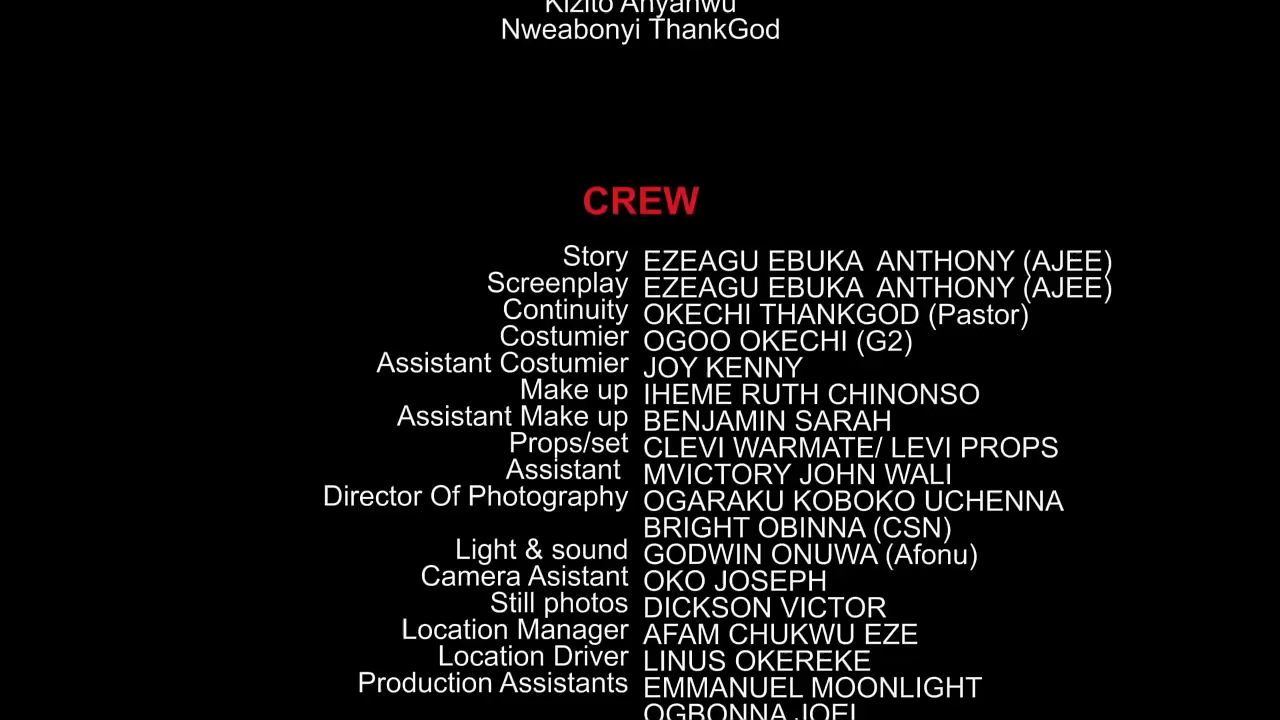 Kizito Anyanwu
Nweabonyi ThankGod
CREW
Story EZEAGU EBUKA ANTHONY (AJEE)
Screenplay EZEAGU EBUKA ANTHONY (AJEE)
Continuity OKECHI THANKGOD (Pastor)
Costumier OGOO OKECHI (G2)
Assistant Costumier JOY KENNY
Make up IHEME RUTH CHINONSO
Assistant Make up BENJAMIN SARAH
Props/set CLEVI WARMATE/ LEVI PROPS
Assistant MVICTORY JOHN WALI
Director Of Photography OGARAKU KOBOKO UCHENNA
BRIGHT OBINNA (CSN)
Light & sound GODWIN ONUWA (Afonu)
Camera Asistant OKO JOSEPH
Still photos DICKSON VICTOR
Location Manager AFAM CHUKWU EZE
Location Driver LINUS OKEREKE
Production Assistants EMMANUEL MOONLIGHT
OGBONNA JOEL